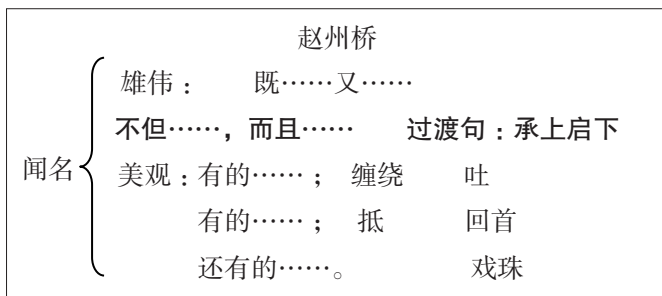 赵州桥
雄伟： 既……又……
不但……，而且…… 过渡句：承上启下
闻名
美观：有的……； 缠绕 吐
有的……； 抵 回首
还有的……。 戏珠